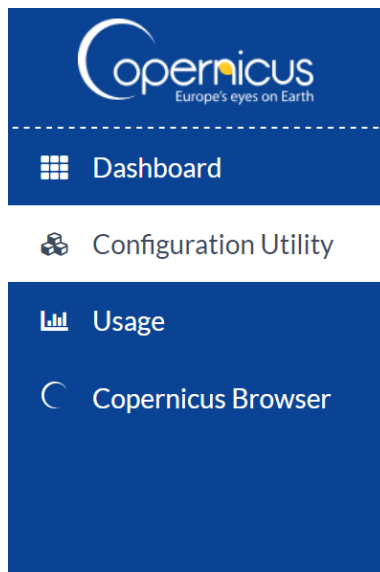 Copernicus
Europe's eyes on Earth
Dashboard
Configuration Utility
Usage
Copernicus Browser